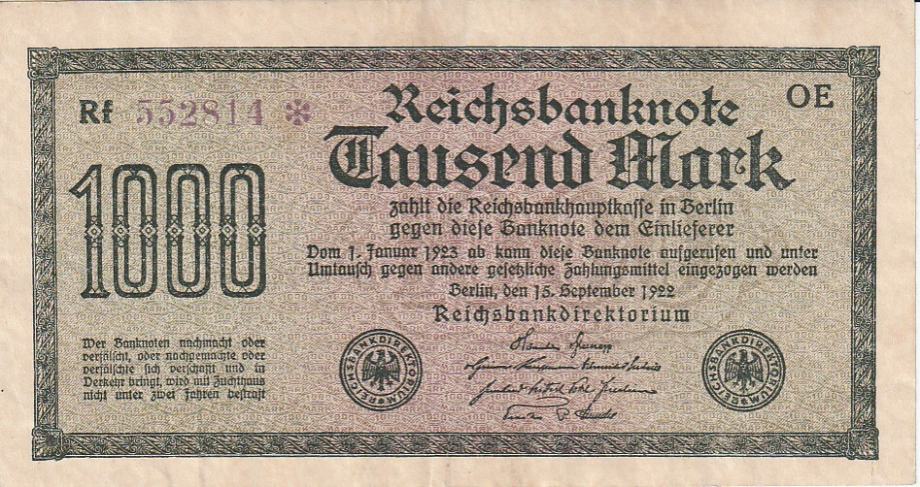 Rf 552814 *
OE
Reichsbanknote
Tausend Mark
1000
zahlt die Reichsbankhauptkasse in Berlin
gegen diese Banknote dem Einlieferer
Vom 1. Januar 1923 ab kann diese Banknote aufgerufen und unter
Umtausch gegen andere gesetzliche Zahlungsmittel eingezogen werden
Berlin, den 15. September 1922
Reichsbankdirektorium
Wer Banknoten nachmacht oder
verfälscht, oder nachgemachte oder
verfälschte sich verschafft und in
Verkehr bringt, wird mit Zuchthaus
nicht unter zwei Jahren bestraft
REICHSBANKDIREKTORIUM
REICHSBANKDIREKTORIUM